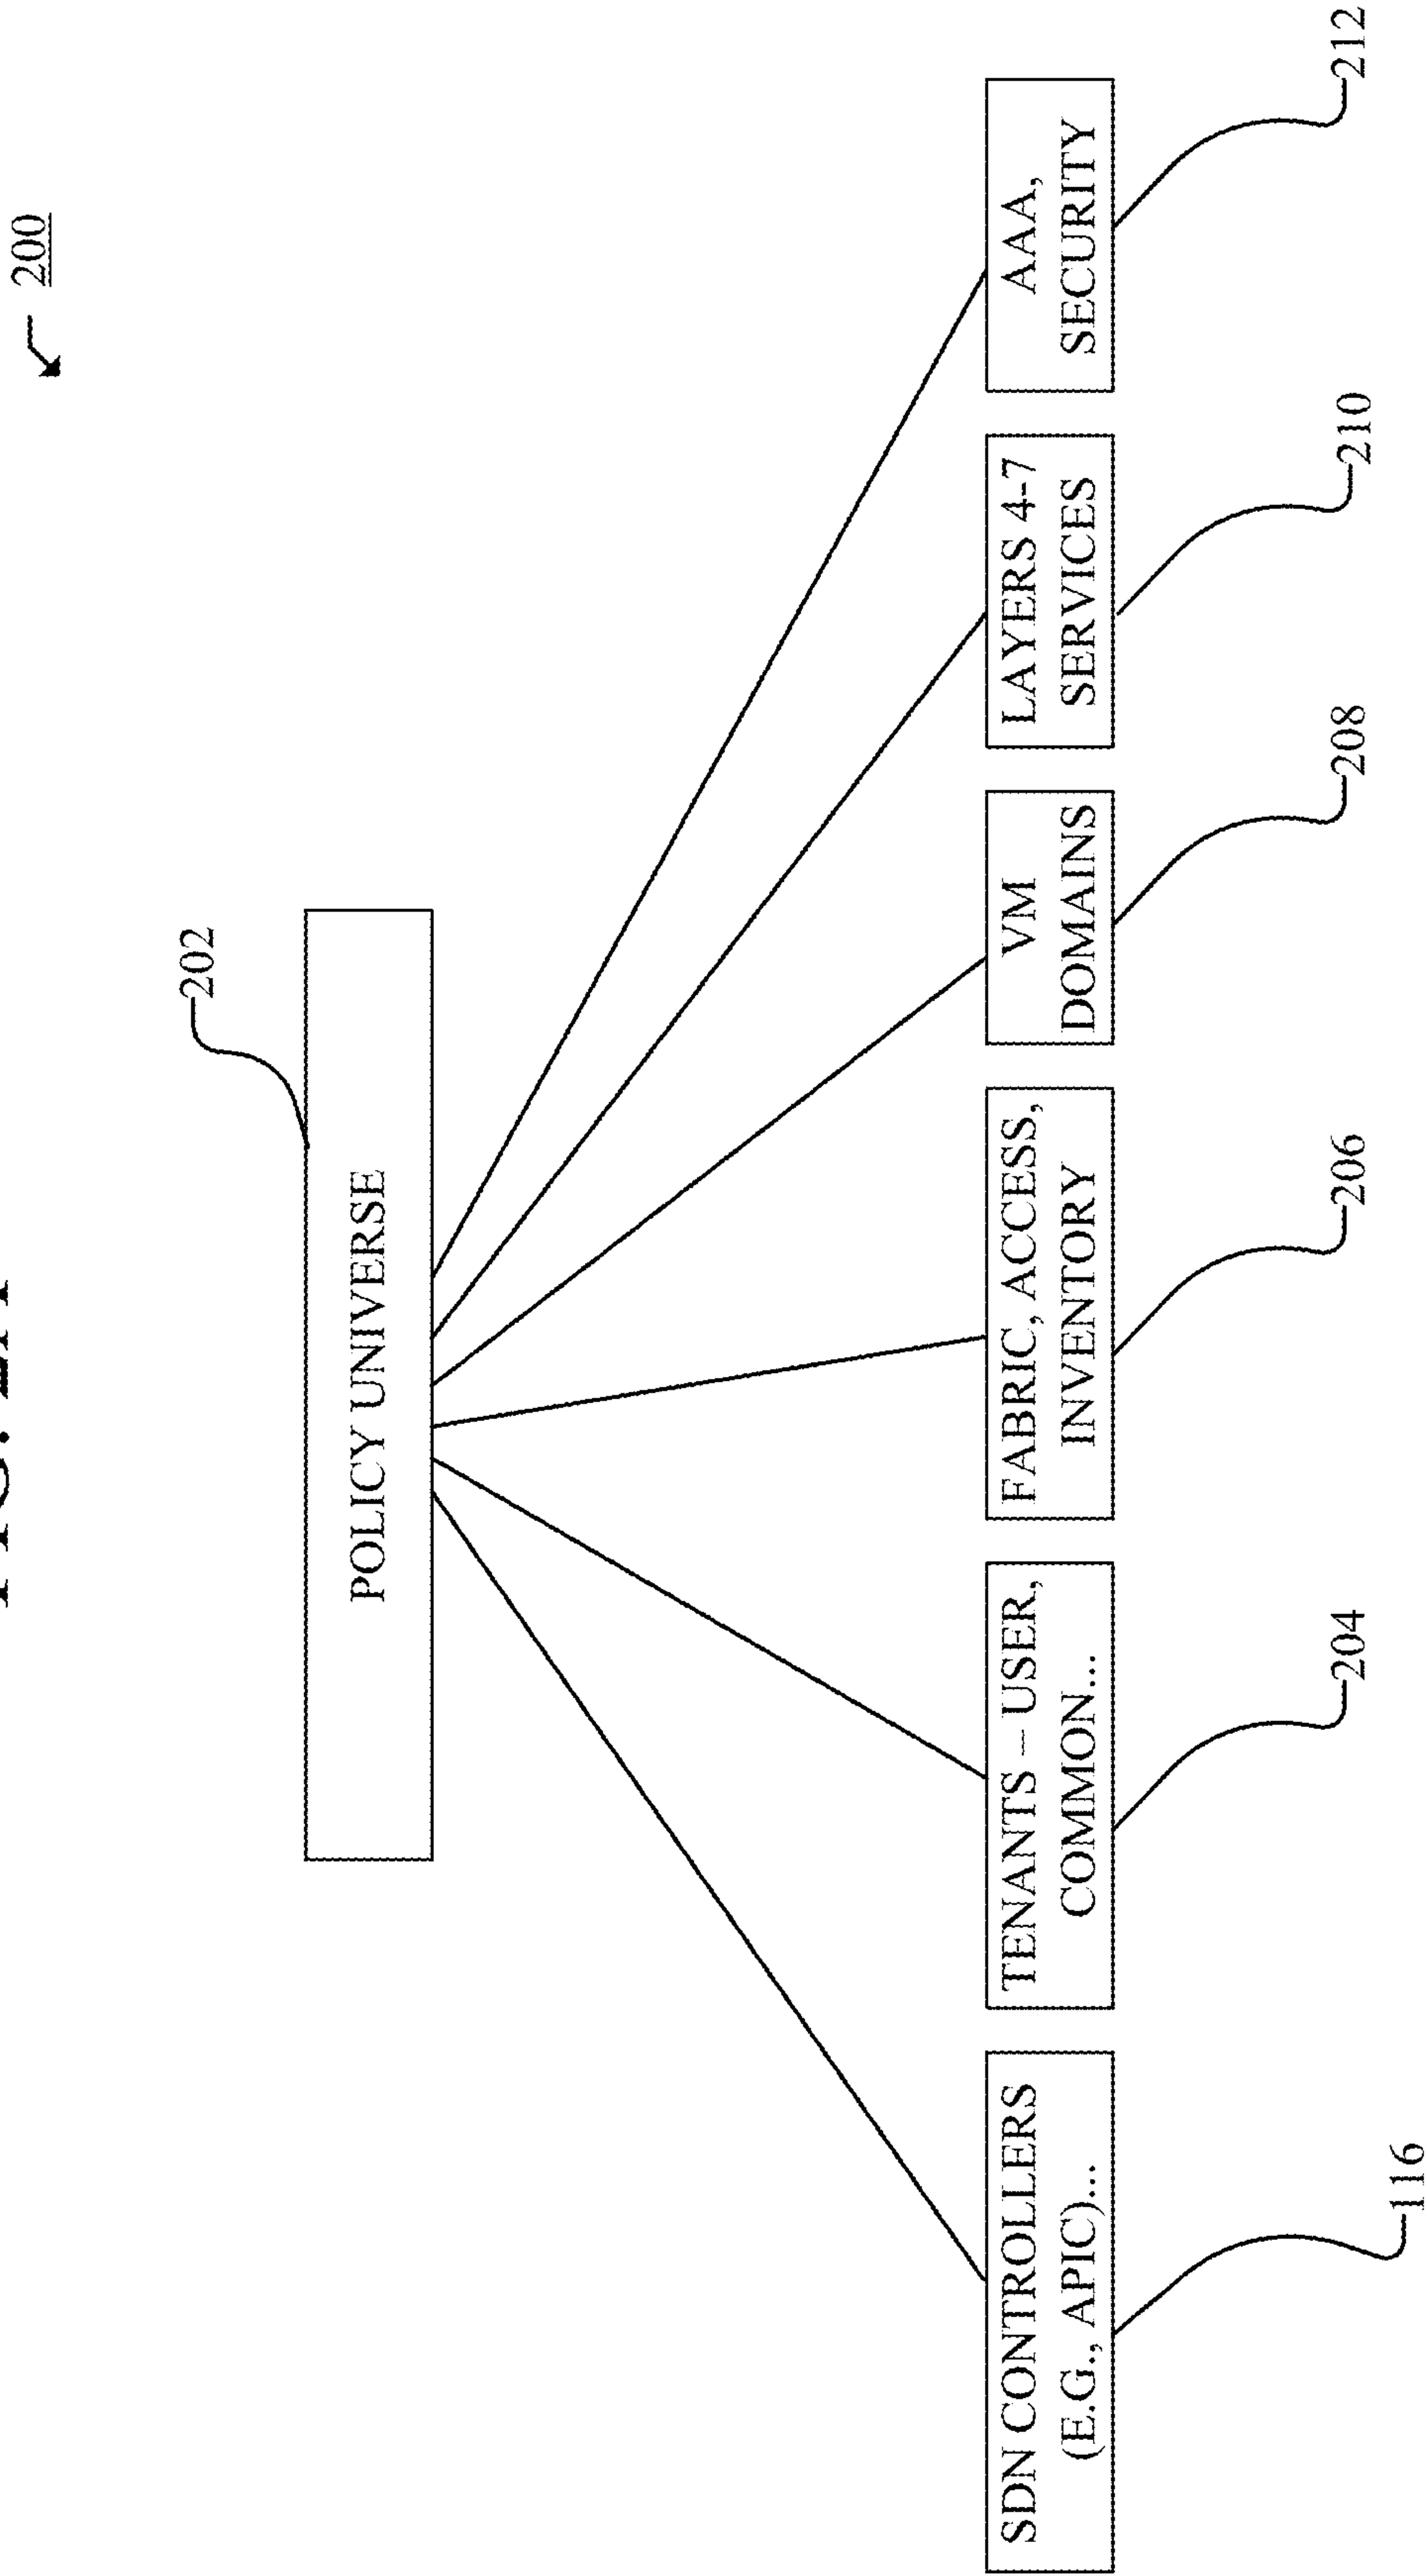 200
202
POLICY UNIVERSE
SDN CONTROLLERS
(E.G., APIC)...
TENANTS – USER,
COMMON...
FABRIC, ACCESS,
INVENTORY
VM
DOMAINS
LAYERS 4-7
SERVICES
AAA,
SECURITY
116
204
206
208
210
212